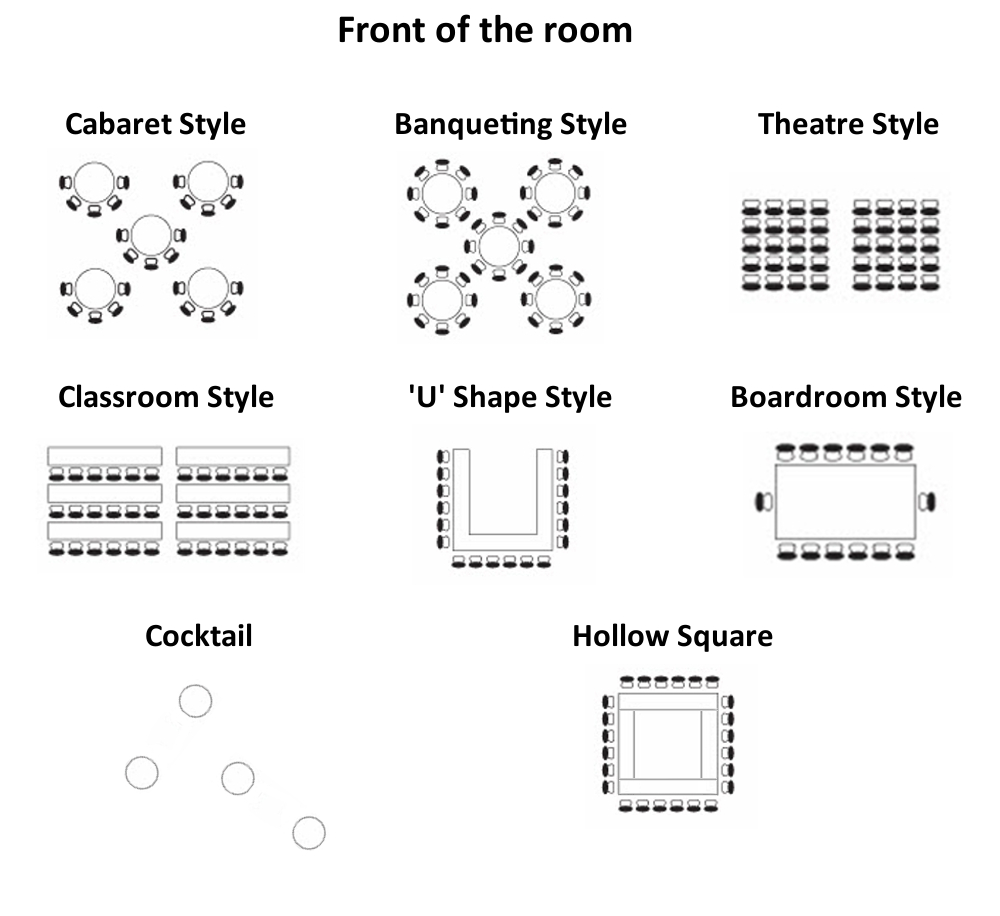 Front of the room
Cabaret Style
Banqueting Style
Theatre Style
Classroom Style
'U' Shape Style
Boardroom Style
Cocktail
Hollow Square